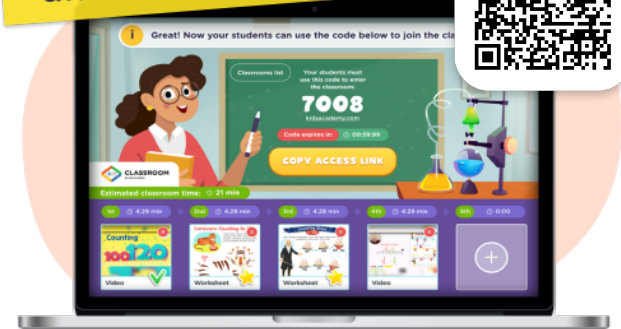 Great! Now your students can use the code below to join the cla
Classrooms list
Your students must
use this code to enter
the classroom:
7008
kidsacademy.com
Code expires in: 00:39:99
COPY ACCESS LINK
CLASSROOM
Estimated classroom time: 21 min
1st 4:29 min
2nd 4:29 min
3rd 4:29 min
4th 4:29 min
5th 0:00
Counting
100 120
Video
Worksheet
Worksheet
Video